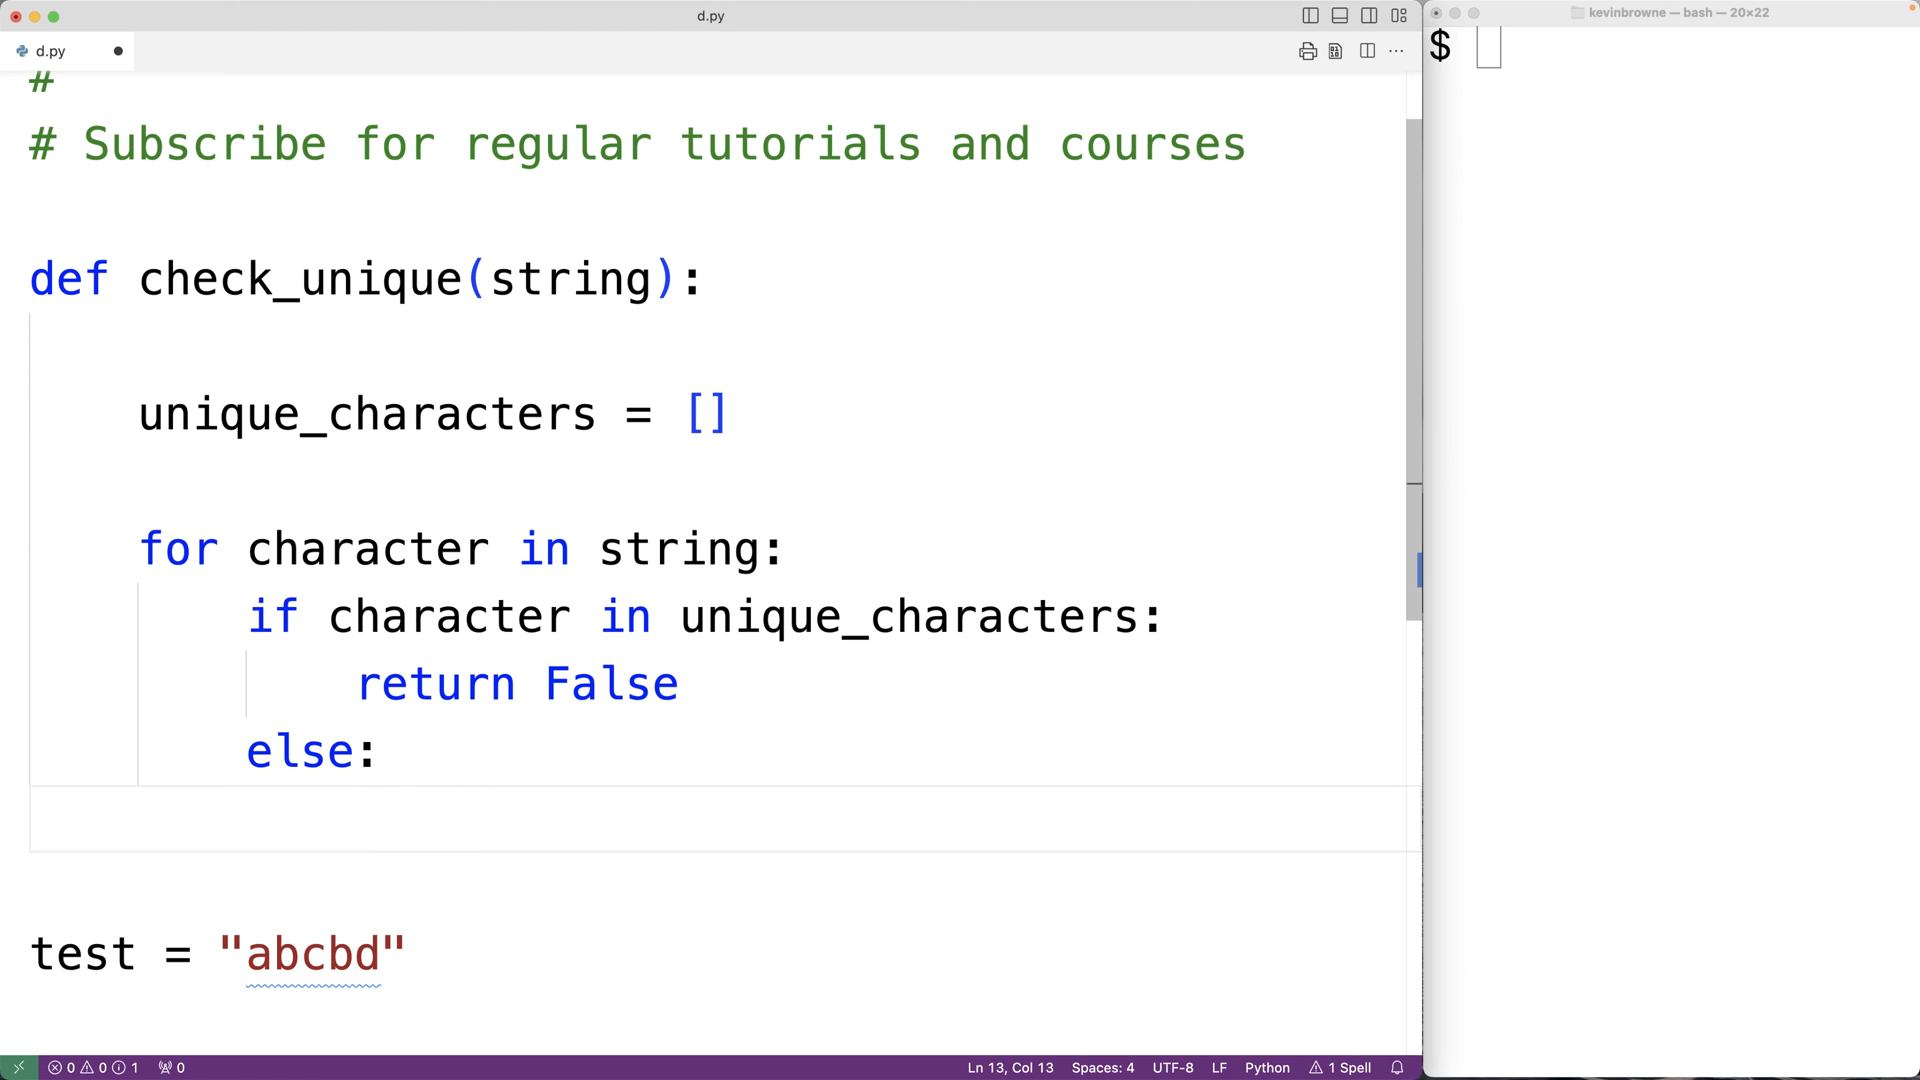 d.py
kevinbrowne — bash — 20×22
d.py
$
#
# Subscribe for regular tutorials and courses
def check_unique(string):
unique_characters = []
for character in string:
if character in unique_characters:
return False
else:
test = "abcbd"
0 0 1 0 Ln 13, Col 13 Spaces: 4 UTF-8 LF Python 1 Spell